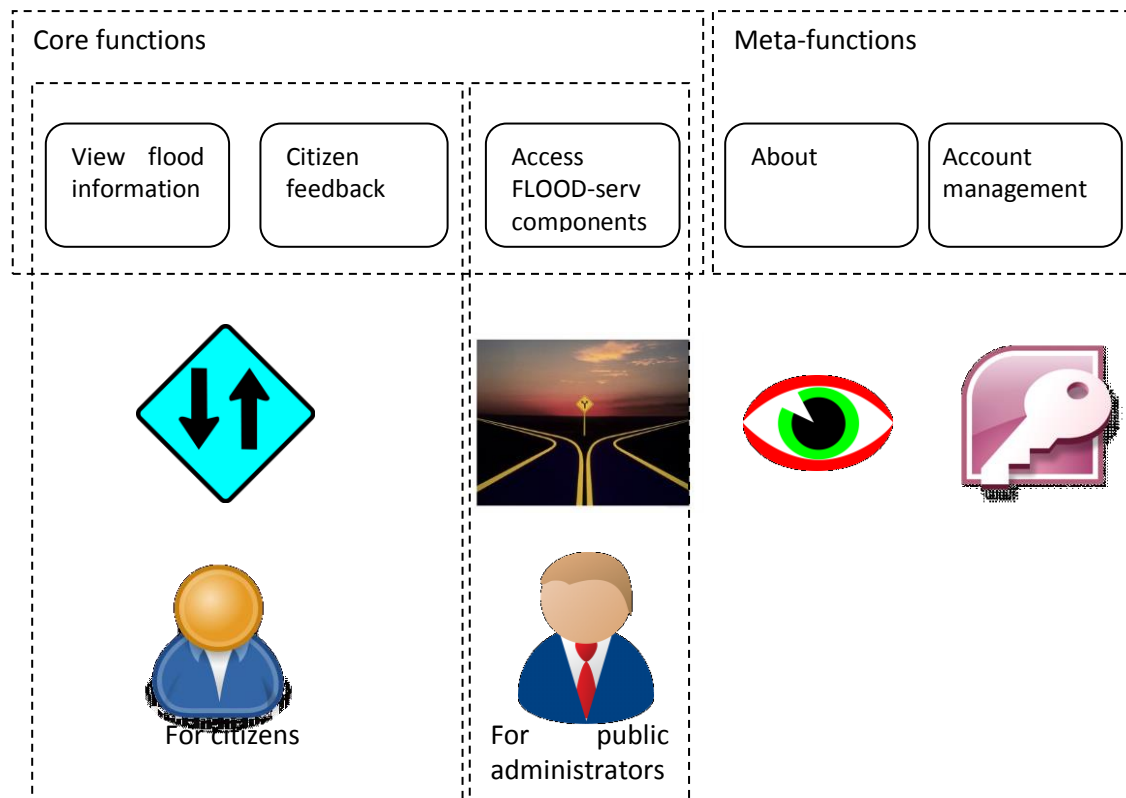 Core functions
Meta-functions
View flood
information
Citizen
feedback
Access
FLOOD-serv
components
About
Account
management
For citizens
For public
administrators